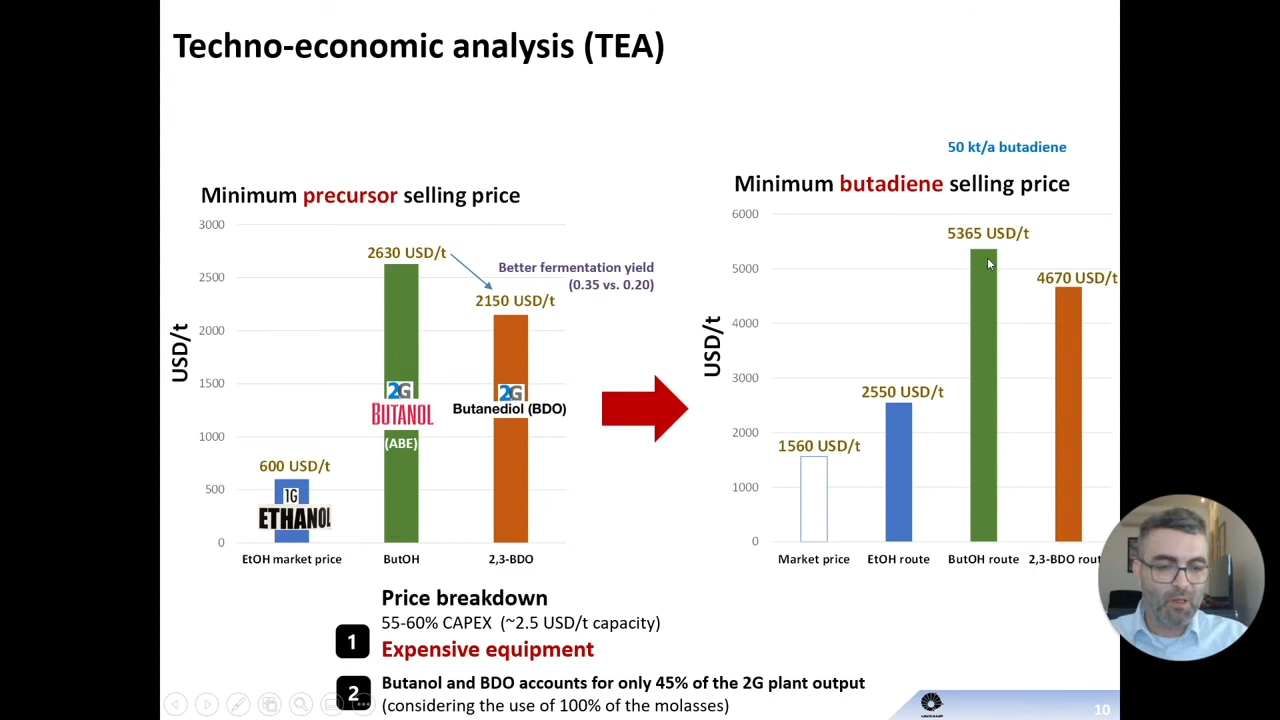 Techno-economic analysis (TEA)
50 kt/a butadiene
Minimum precursor selling price
3000
2500
2000
1500
1000
500
0
USD/t
2630 USD/t
Better fermentation yield
(0.35 vs. 0.20)
2150 USD/t
2G
BUTANOL
(ABE)
2G
Butanediol (BDO)
600 USD/t
1G
ETHANOL
EtOH market price
ButOH
2,3-BDO
Minimum butadiene selling price
6000
5000
4000
3000
2000
1000
0
USD/t
5365 USD/t
4670 USD/t
2550 USD/t
1560 USD/t
Market price
EtOH route
ButOH route
2,3-BDO rout
Price breakdown
55-60% CAPEX (~2.5 USD/t capacity)
1
Expensive equipment
2
Butanol and BDO accounts for only 45% of the 2G plant output
(considering the use of 100% of the molasses)
UNICAMP
10